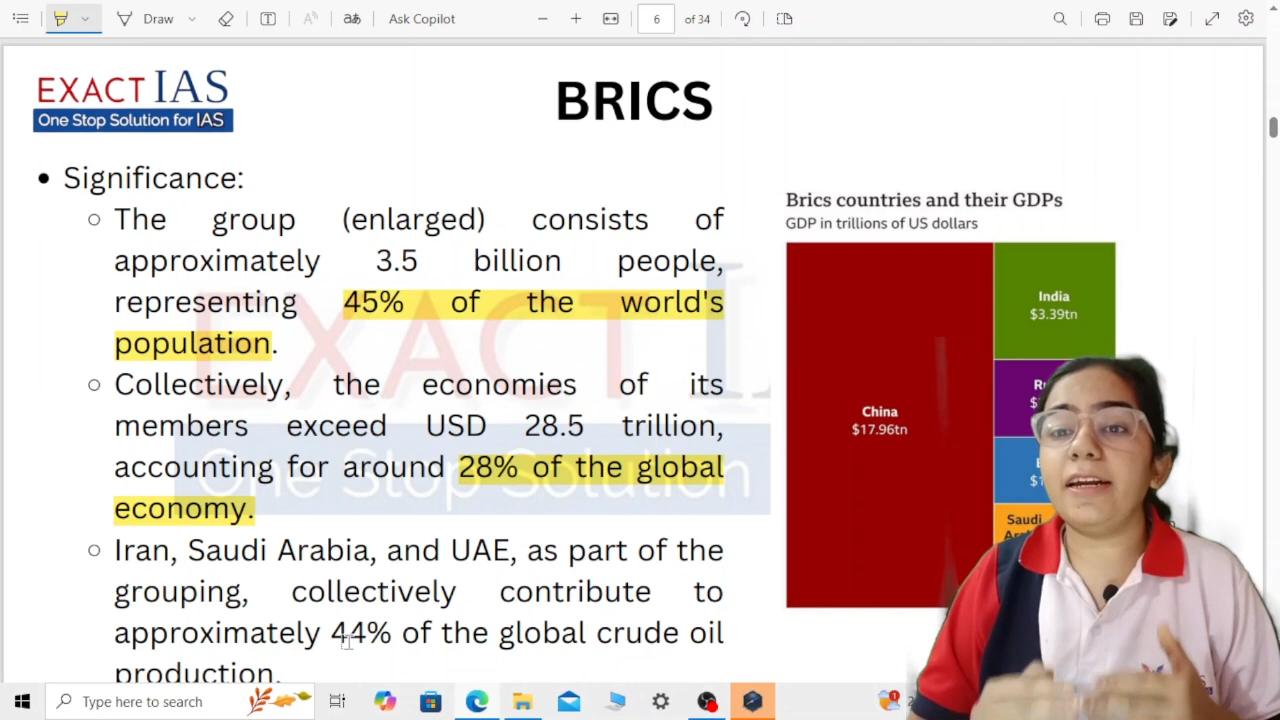 Draw
Ask Copilot
6 of 34
EXACT IAS
One Stop Solution for IAS
BRICS
• Significance:
The group (enlarged) consists of
approximately 3.5 billion people,
representing 45% of the world's
population.
Collectively, the economies of its
members exceed USD 28.5 trillion,
accounting for around 28% of the global
economy.
Iran, Saudi Arabia, and UAE, as part of the
grouping, collectively contribute to
approximately 44% of the global crude oil
production.
Brics countries and their GDPs
GDP in trillions of US dollars
China
$17.96tn
India
$3.39tn
Saudi
Type here to search